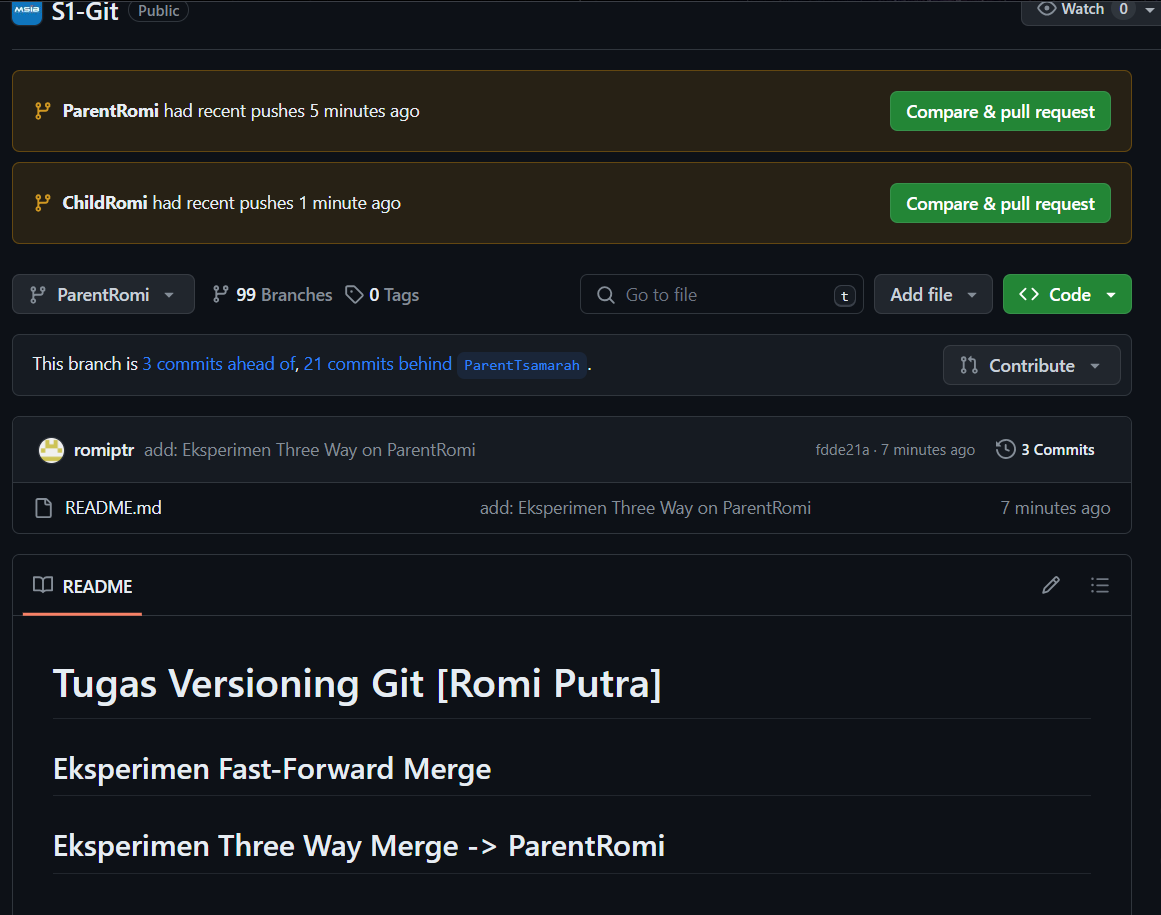 MSIB S1-Git Public Watch 0
ParentRomi had recent pushes 5 minutes ago Compare & pull request
ChildRomi had recent pushes 1 minute ago Compare & pull request
ParentRomi 99 Branches 0 Tags Go to file t Add file Code
This branch is 3 commits ahead of, 21 commits behind ParentTsamarah. Contribute
romiptr add: Eksperimen Three Way on ParentRomi fdde21a · 7 minutes ago 3 Commits
README.md add: Eksperimen Three Way on ParentRomi 7 minutes ago
README
Tugas Versioning Git [Romi Putra]
Eksperimen Fast-Forward Merge
Eksperimen Three Way Merge -> ParentRomi